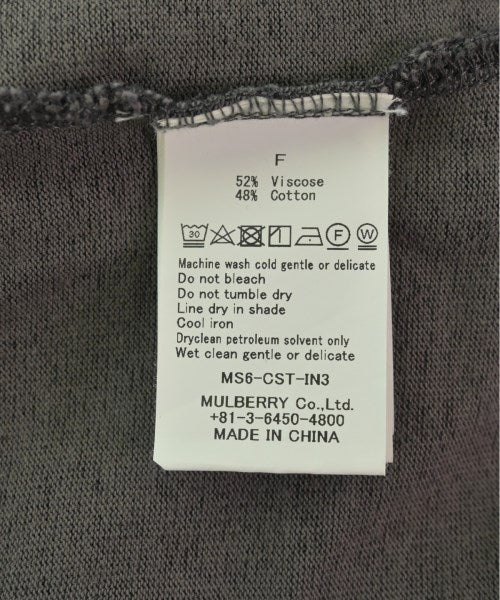 F
52% Viscose
48% Cotton
30 F W
Machine wash cold gentle or delicate
Do not bleach
Do not tumble dry
Line dry in shade
Cool iron
Dryclean petroleum solvent only
Wet clean gentle or delicate
MS6-CST-IN3
MULBERRY Co.,Ltd.
+81-3-6450-4800
MADE IN CHINA